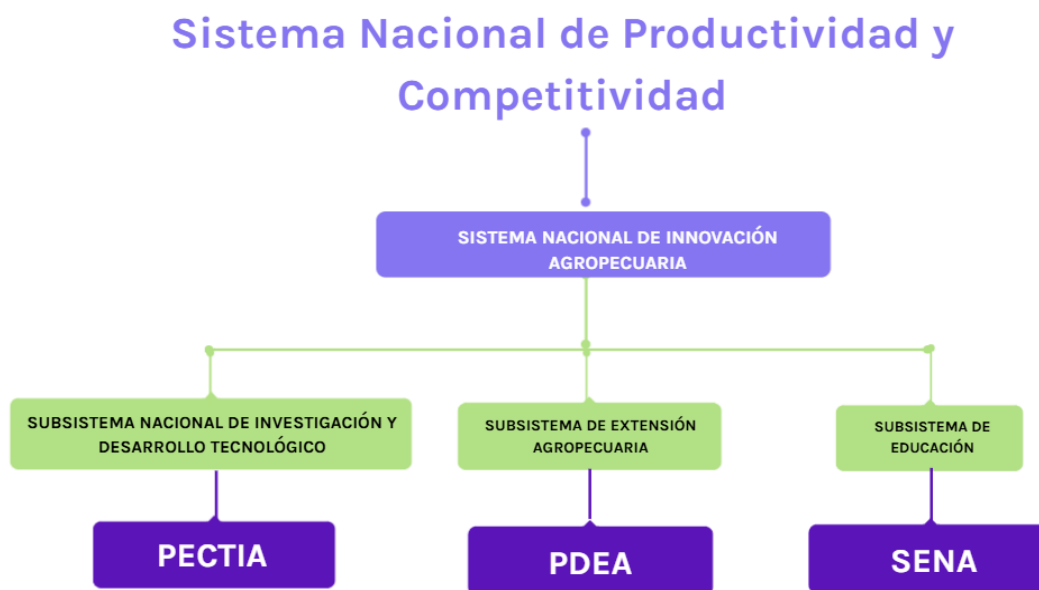 Sistema Nacional de Productividad y
Competitividad
SISTEMA NACIONAL DE INNOVACIÓN
AGROPECUARIA
SUBSISTEMA NACIONAL DE INVESTIGACIÓN Y
DESARROLLO TECNOLÓGICO
SUBSISTEMA DE EXTENSIÓN
AGROPECUARIA
SUBSISTEMA DE
EDUCACIÓN
PECTIA
PDEA
SENA